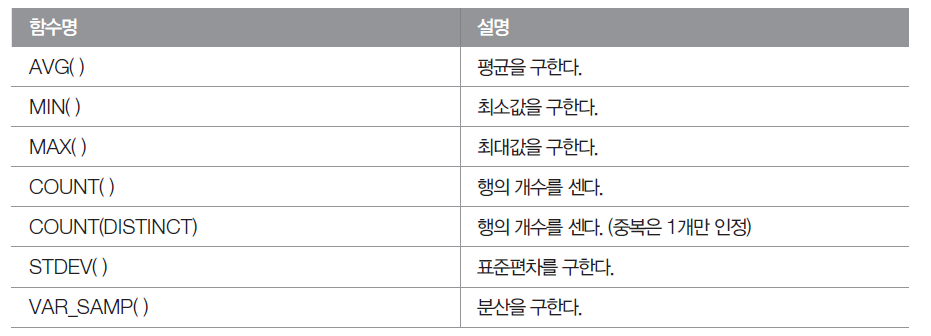 함수명 설명
AVG( ) 평균을 구한다.
MIN( ) 최소값을 구한다.
MAX( ) 최대값을 구한다.
COUNT( ) 행의 개수를 센다.
COUNT(DISTINCT) 행의 개수를 센다. (중복은 1개만 인정)
STDEV( ) 표준편차를 구한다.
VAR_SAMP( ) 분산을 구한다.